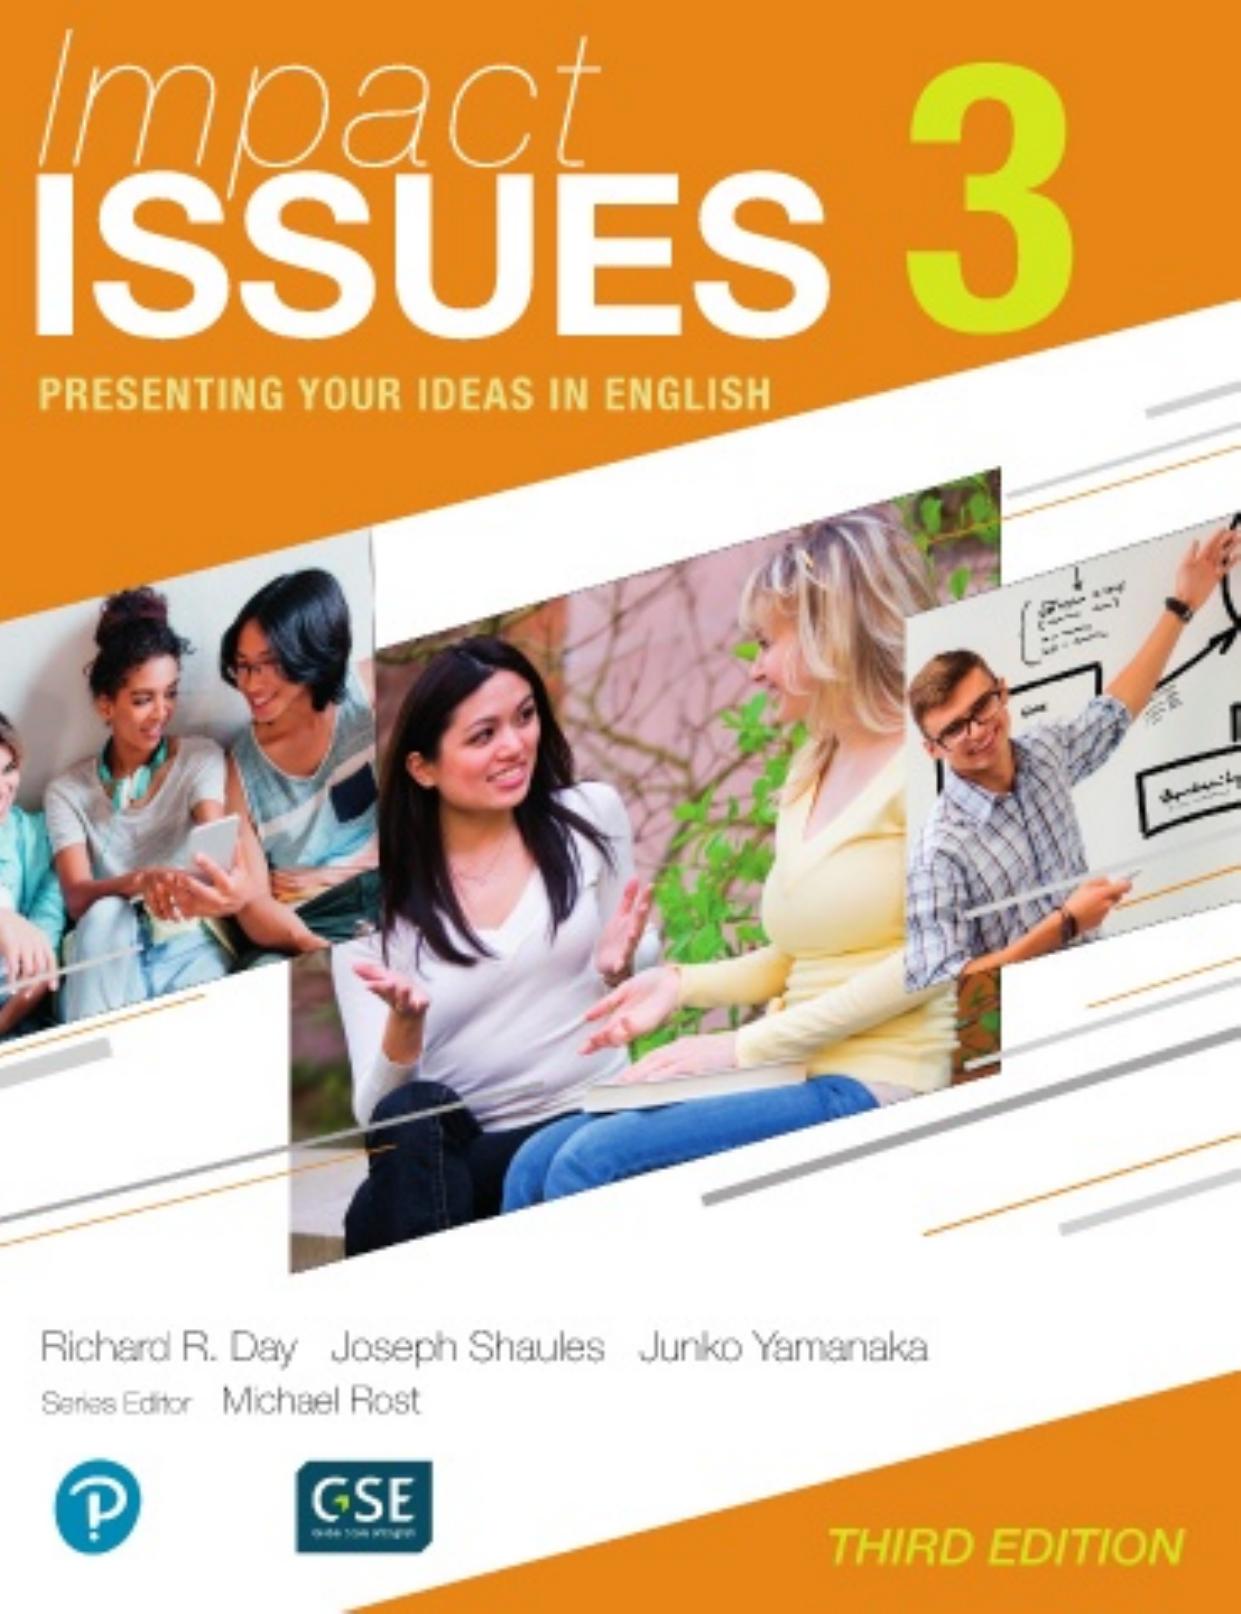 Impact
ISSUES 3
PRESENTING YOUR IDEAS IN ENGLISH
Richard R. Day Joseph Shaules Junko Yamanaka
Series Editor Michael Rost
P
GSE
THIRD EDITION